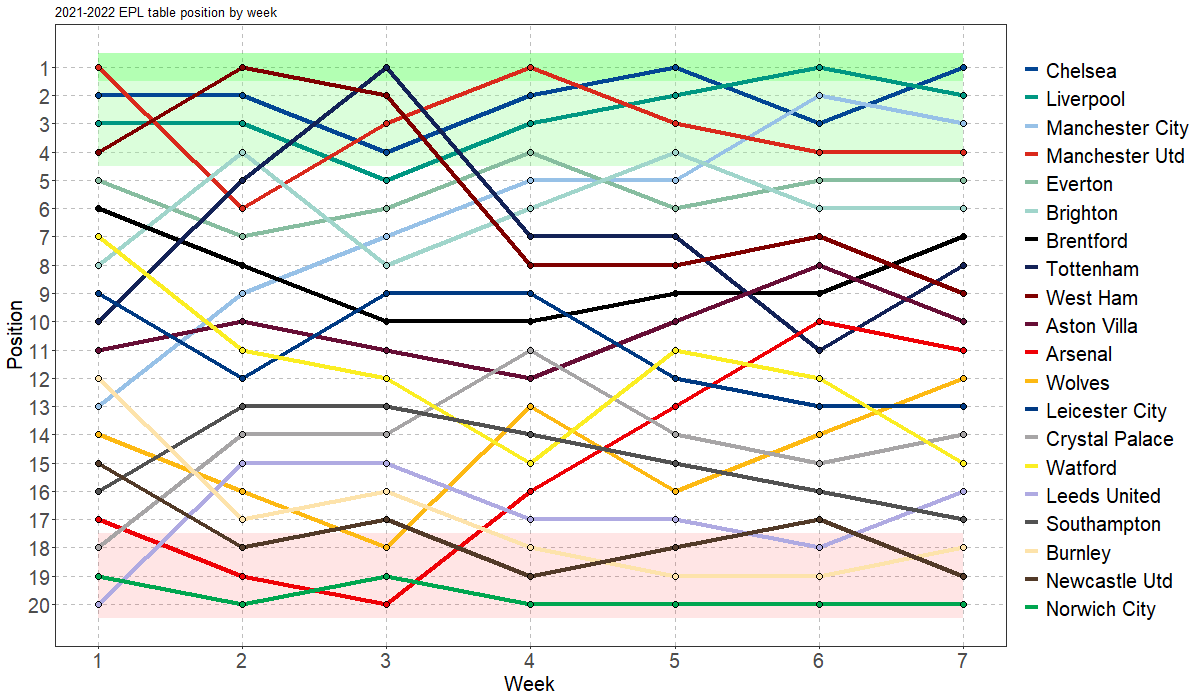 2021-2022 EPL table position by week
Position
1
2
3
4
5
6
7
8
9
10
11
12
13
14
15
16
17
18
19
20
1 2 3 4 5 6 7
Week
Chelsea
Liverpool
Manchester City
Manchester Utd
Everton
Brighton
Brentford
Tottenham
West Ham
Aston Villa
Arsenal
Wolves
Leicester City
Crystal Palace
Watford
Leeds United
Southampton
Burnley
Newcastle Utd
Norwich City